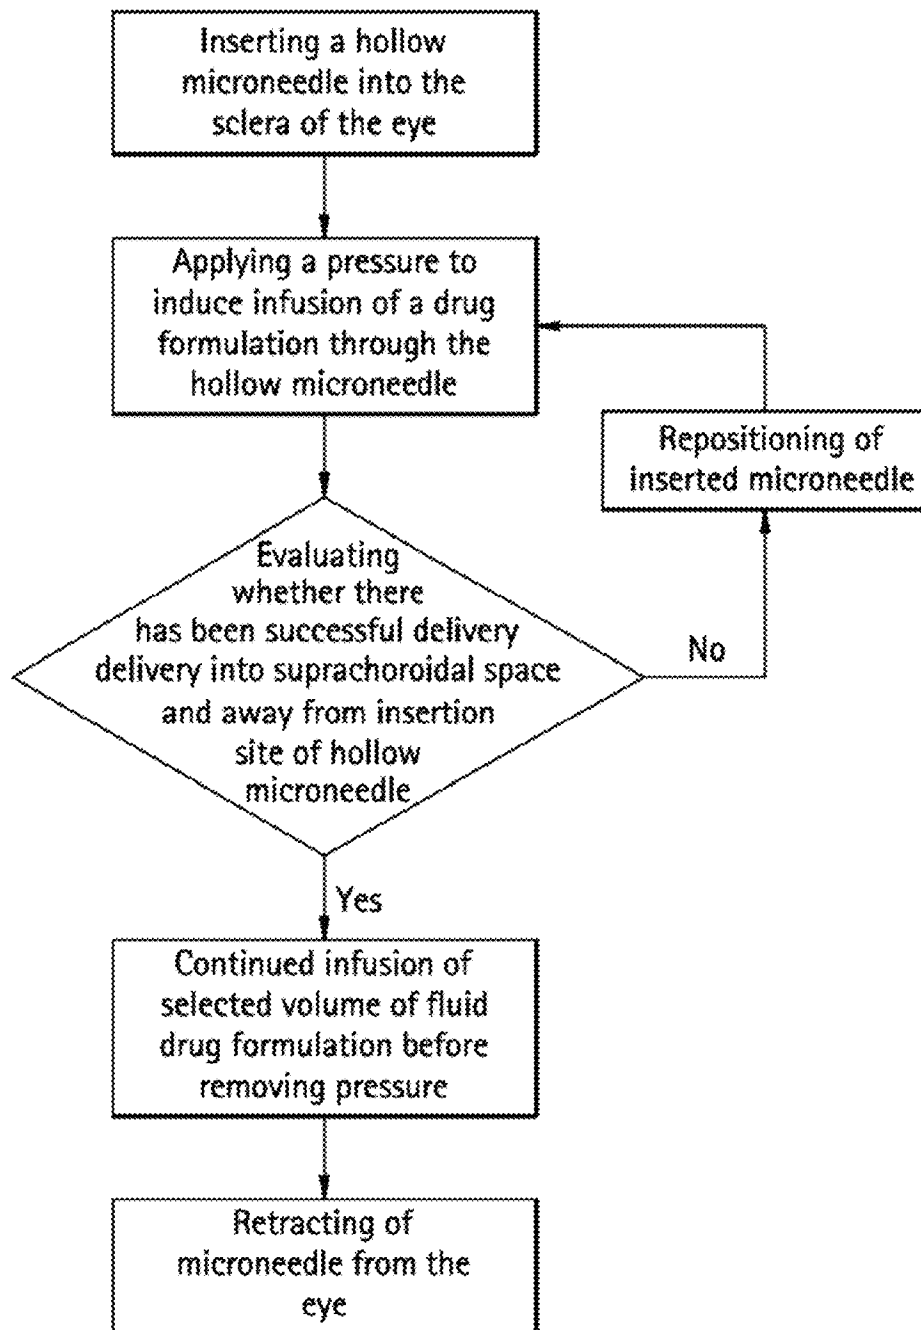 Inserting a hollow
microneedle into the
sclera of the eye
Applying a pressure to
induce infusion of a drug
formulation through the
hollow microneedle
Repositioning of
inserted microneedle
Evaluating
whether there
has been successful delivery
delivery into suprachoroidal space
and away from insertion
site of hollow
microneedle
No
Yes
Continued infusion of
selected volume of fluid
drug formulation before
removing pressure
Retracting of
microneedle from the
eye